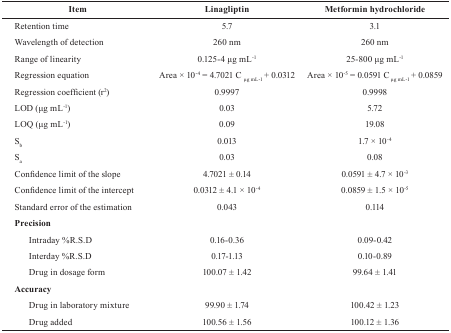 Item Linagliptin Metformin hydrochloride
Retention time 5.7 3.1
Wavelength of detection 260 nm 260 nm
Range of linearity 0.125-4 µg mL⁻¹ 25-800 µg mL⁻¹
Regression equation Area × 10⁻⁴ = 4.7021 C µg mL-1 + 0.0312 Area × 10⁻⁵ = 0.0591 C µg mL-1 + 0.0859
Regression coefficient (r²) 0.9997 0.9998
LOD (µg mL⁻¹) 0.03 5.72
LOQ (µg mL⁻¹) 0.09 19.08
Sb 0.013 1.7 × 10⁻⁴
Sa 0.03 0.08
Confidence limit of the slope 4.7021 ± 0.14 0.0591 ± 4.7 × 10⁻³
Confidence limit of the intercept 0.0312 ± 4.1 × 10⁻⁴ 0.0859 ± 1.5 × 10⁻⁵
Standard error of the estimation 0.043 0.114
Precision
Intraday %R.S.D 0.16-0.36 0.09-0.42
Interday %R.S.D 0.17-1.13 0.10-0.89
Drug in dosage form 100.07 ± 1.42 99.64 ± 1.41
Accuracy
Drug in laboratory mixture 99.90 ± 1.74 100.42 ± 1.23
Drug added 100.56 ± 1.56 100.12 ± 1.36